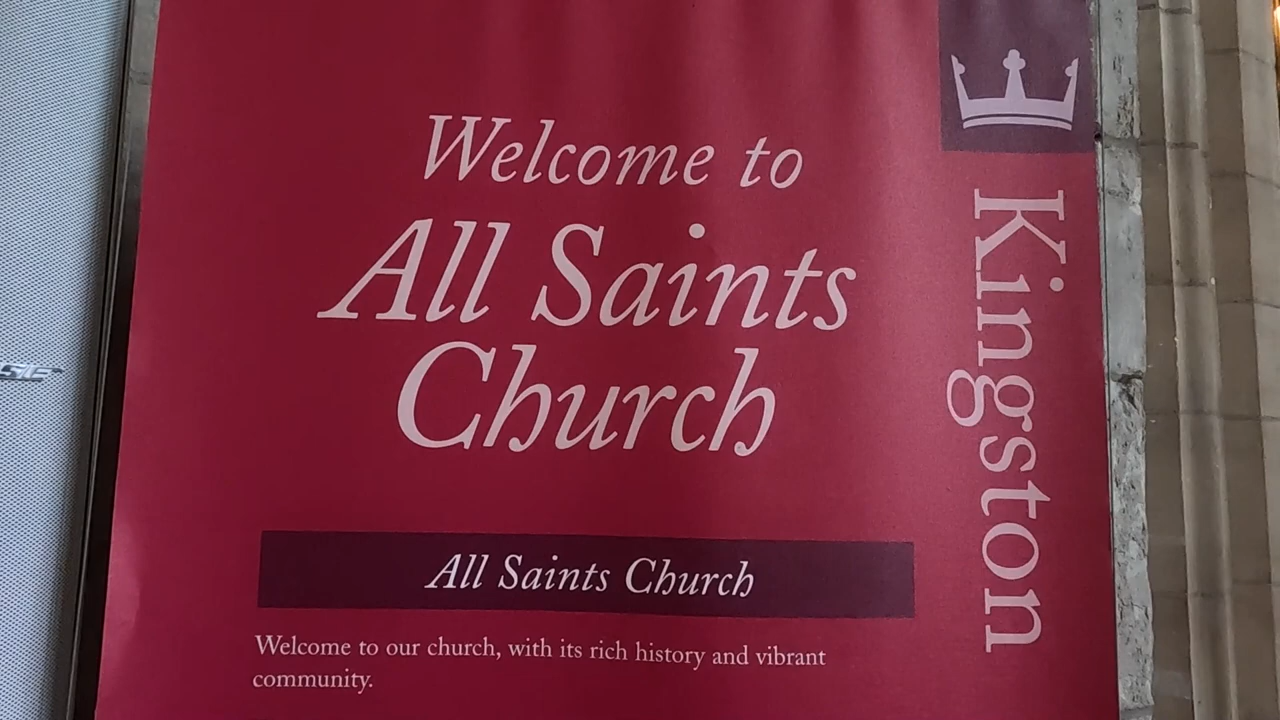 Welcome to
All Saints
Church
Kingston
All Saints Church
Welcome to our church, with its rich history and vibrant
community.